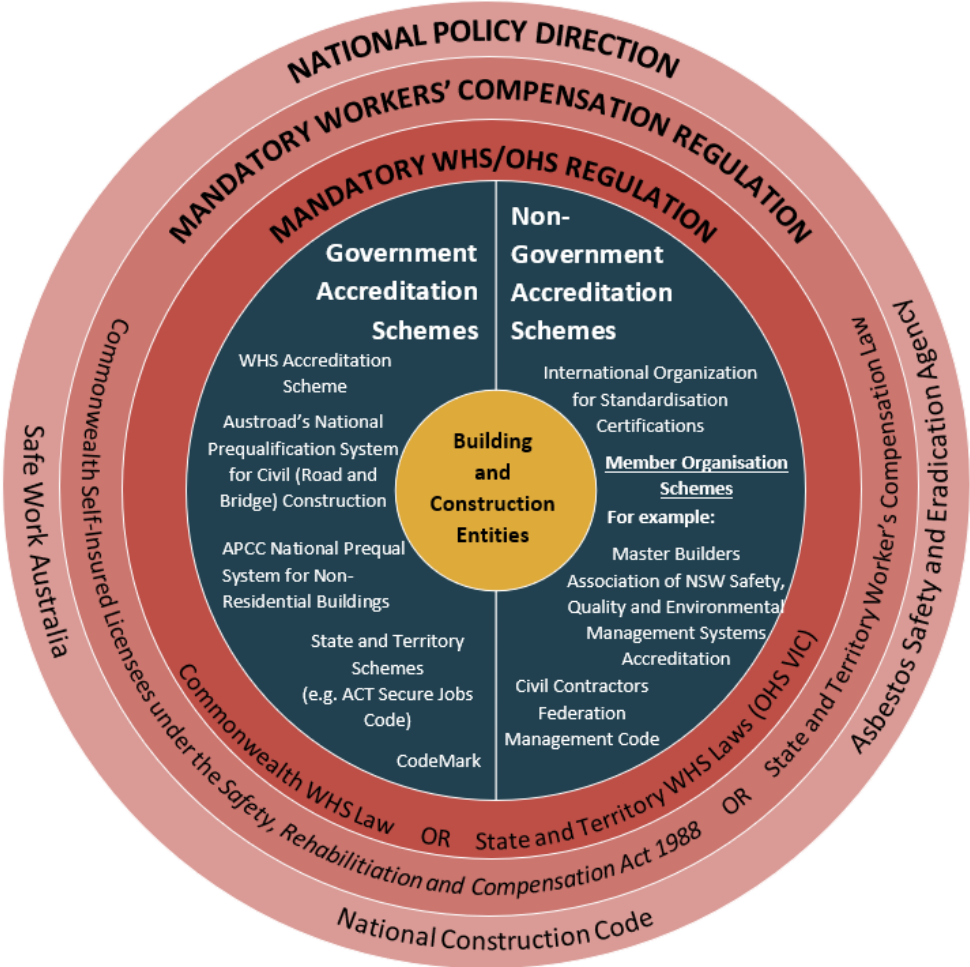 NATIONAL POLICY DIRECTION
MANDATORY WORKERS' COMPENSATION REGULATION
MANDATORY WHS/OHS REGULATION
Government
Accreditation
Schemes
WHS Accreditation
Scheme
Austroad's National
Prequalification System
for Civil (Road and
Bridge) Construction
APCC National Prequal
System for Non-
Residential Buildings
State and Territory
Schemes
(e.g. ACT Secure Jobs
Code)
CodeMark
Non-
Government
Accreditation
Schemes
International Organization
for Standardisation
Certifications
Member Organisation
Schemes
For example:
Master Builders
Association of NSW Safety,
Quality and Environmental
Management Systems
Accreditation
Civil Contractors
Federation
Management Code
Building
and
Construction
Entities
Commonwealth WHS Law OR State and Territory WHS Laws (OHS VIC)
Commonwealth Self-Insured Licensees under the Safety, Rehabilitiation and Compensation Act 1988 OR State and Territory Worker's Compensation Law
Safe Work Australia
National Construction Code
Asbestos Safety and Eradication Agency